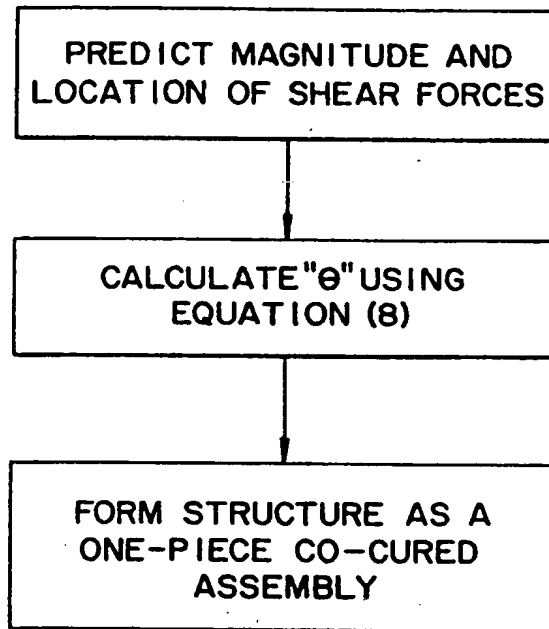 PREDICT MAGNITUDE AND
LOCATION OF SHEAR FORCES
CALCULATE "θ" USING
EQUATION (8)
FORM STRUCTURE AS A
ONE-PIECE CO-CURED
ASSEMBLY